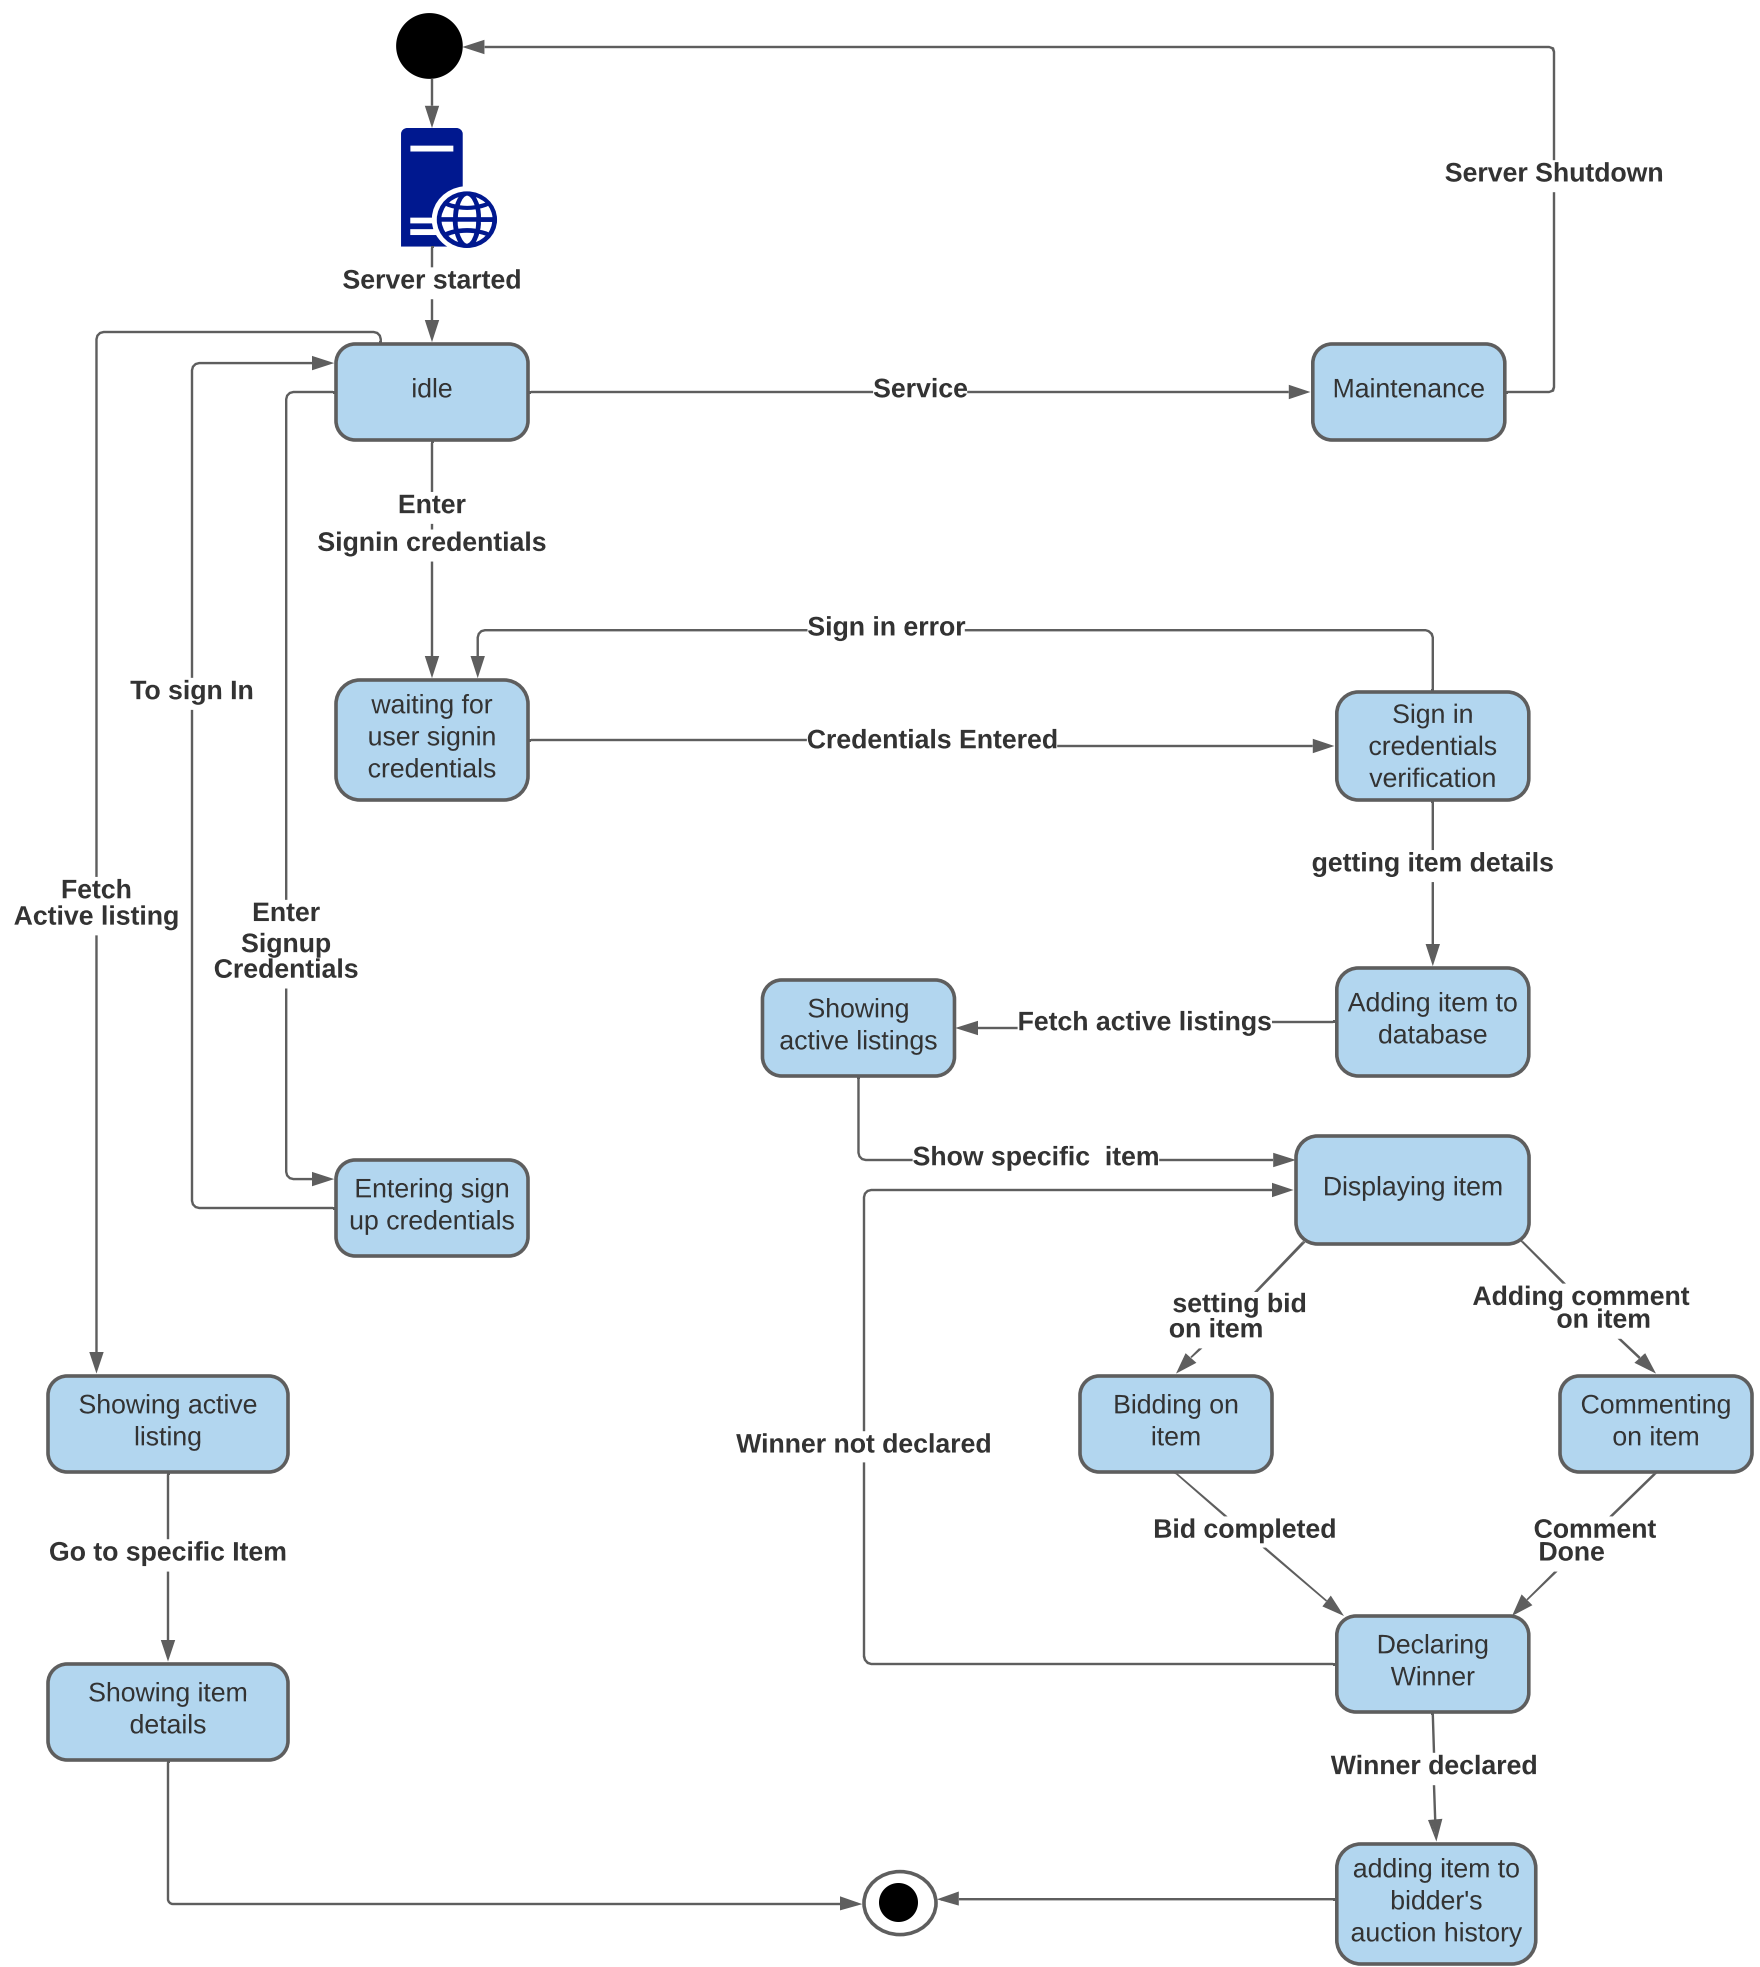 Server Shutdown
Server started
idle
Service
Maintenance
Enter
Signin credentials
Sign in error
To sign In
waiting for
user signin
credentials
Credentials Entered
Sign in
credentials
verification
getting item details
Fetch
Active listing
Enter
Signup
Credentials
Showing
active listings
Fetch active listings
Adding item to
database
Show specific  item
Displaying item
Entering sign
up credentials
setting bid
on item
Adding comment
on item
Showing active
listing
Bidding on
item
Commenting
on item
Winner not declared
Go to specific Item
Bid completed
Comment
Done
Declaring
Winner
Showing item
details
Winner declared
adding item to
bidder's
auction history